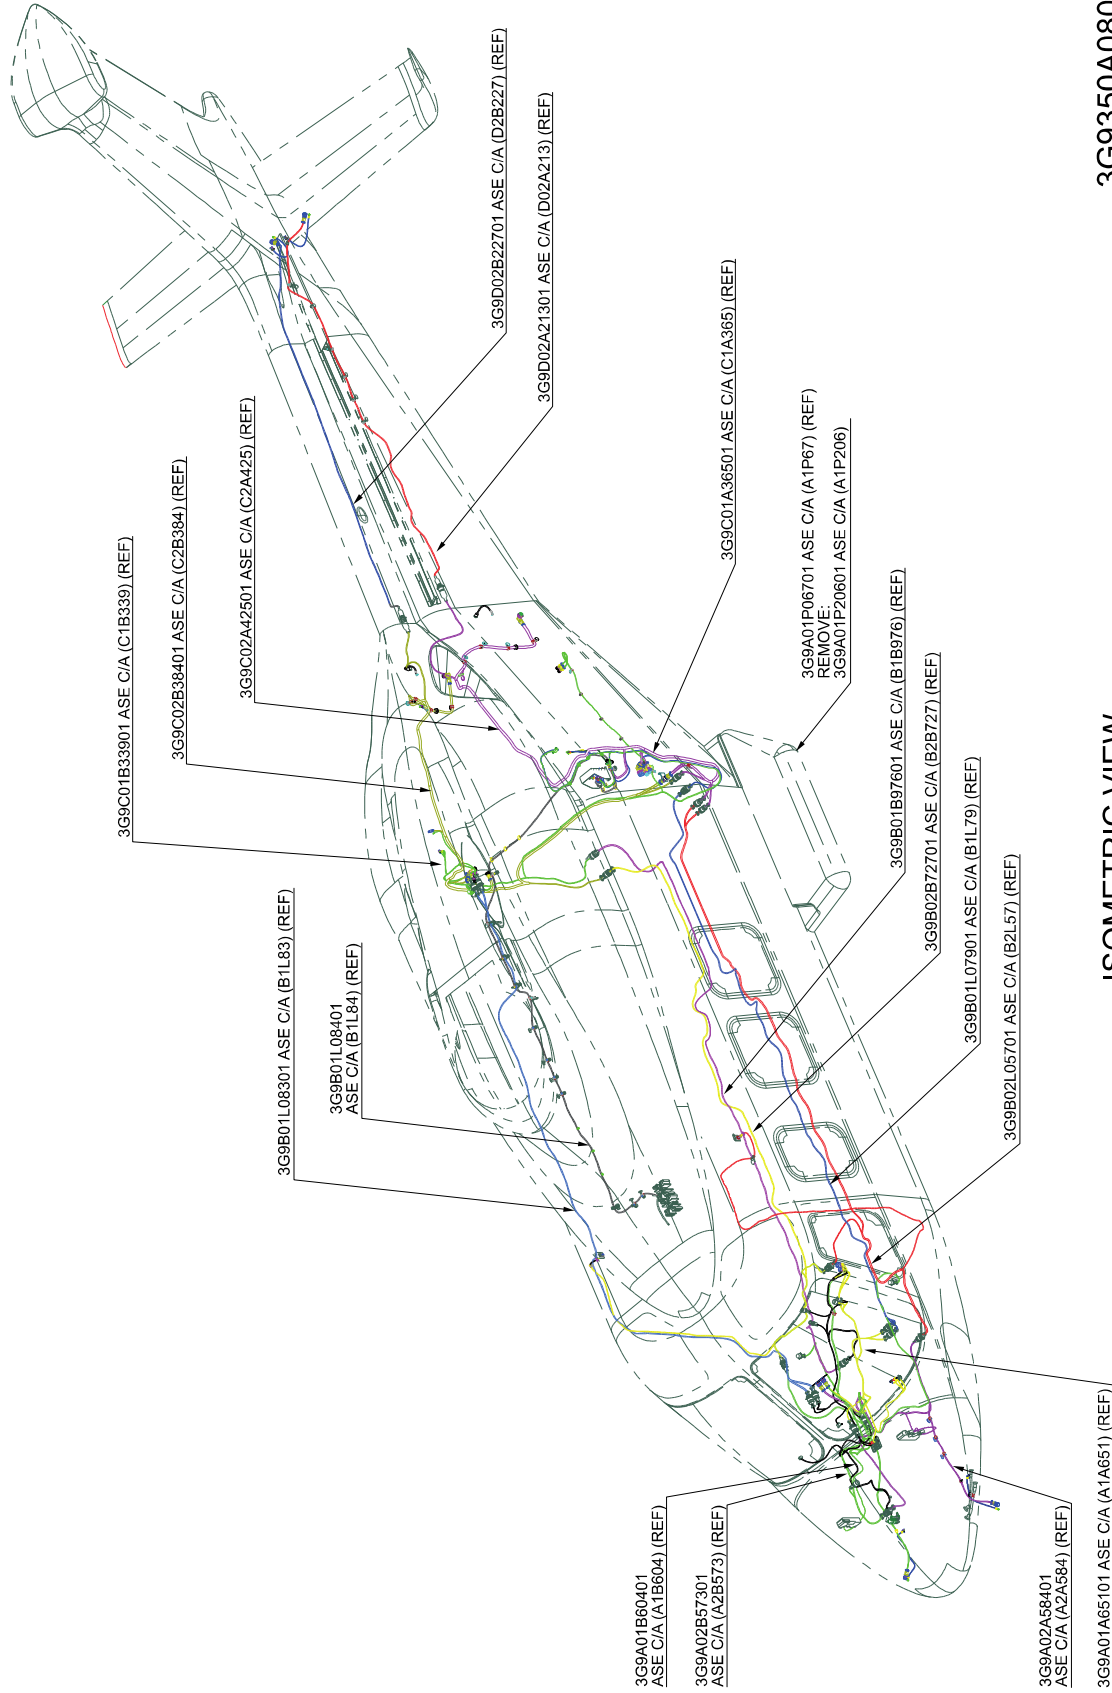 3G9C01B33901 ASE C/A (C1B339) (REF)
3G9C02B38401 ASE C/A (C2B384) (REF)
3G9C02A42501 ASE C/A (C2A425) (REF)
3G9D02B22701 ASE C/A (D2B227) (REF)
3G9D02A21301 ASE C/A (D02A213) (REF)
3G9B01L08301 ASE C/A (B1L83) (REF)
3G9B01L08401
ASE C/A (B1L84) (REF)
3G9C01A36501 ASE C/A (C1A365) (REF)
3G9A01P06701 ASE C/A (A1P67) (REF)
REMOVE:
3G9A01P20601 ASE C/A (A1P206)
3G9B01B97601 ASE C/A (B1B976) (REF)
3G9B02B72701 ASE C/A (B2B727) (REF)
3G9B01L07901 ASE C/A (B1L79) (REF)
3G9B02L05701 ASE C/A (B2L57) (REF)
3G9A01B60401
ASE C/A (A1B604) (REF)
3G9A02B57301
ASE C/A (A2B573) (REF)
3G9A02A58401
ASE C/A (A2A584) (REF)
3G9A01A65101 ASE C/A (A1A651) (REF)
ISOMETRIC VIEW
3G9350A080